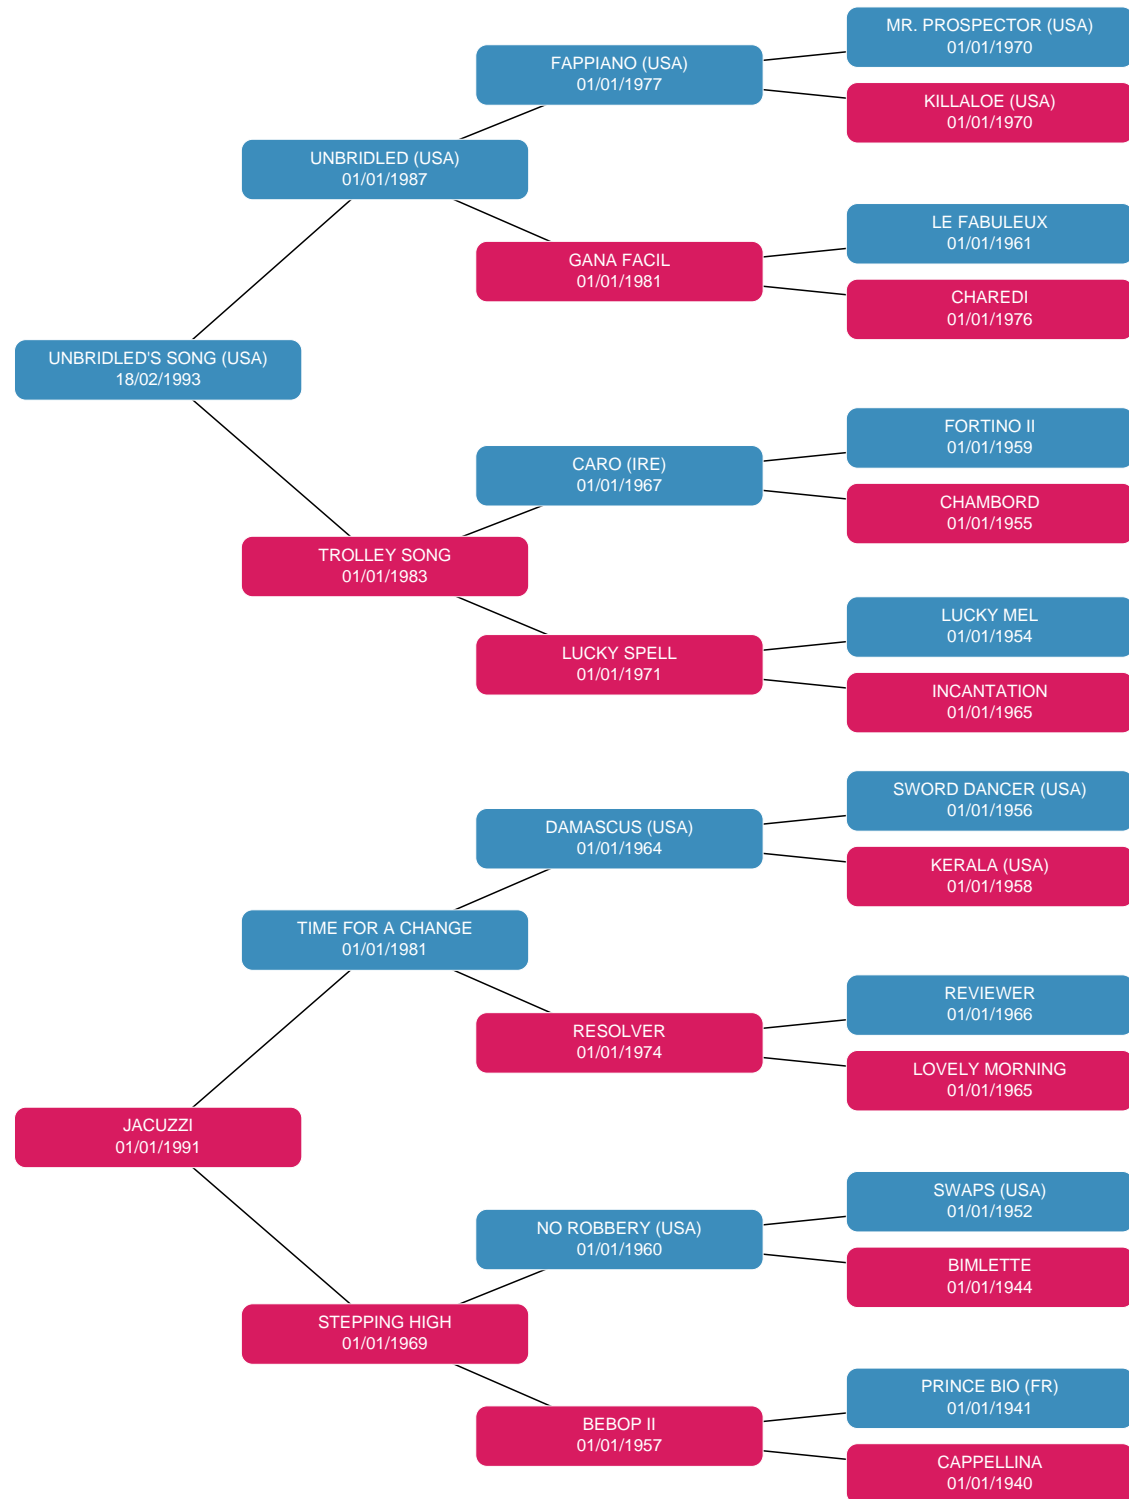 MR. PROSPECTOR (USA)
01/01/1970
FAPPIANO (USA)
01/01/1977
KILLALOE (USA)
01/01/1970
UNBRIDLED (USA)
01/01/1987
LE FABULEUX
01/01/1961
GANA FACIL
01/01/1981
CHAREDI
01/01/1976
UNBRIDLED'S SONG (USA)
18/02/1993
FORTINO II
01/01/1959
CARO (IRE)
01/01/1967
CHAMBORD
01/01/1955
TROLLEY SONG
01/01/1983
LUCKY MEL
01/01/1954
LUCKY SPELL
01/01/1971
INCANTATION
01/01/1965
SWORD DANCER (USA)
01/01/1956
DAMASCUS (USA)
01/01/1964
KERALA (USA)
01/01/1958
TIME FOR A CHANGE
01/01/1981
REVIEWER
01/01/1966
RESOLVER
01/01/1974
LOVELY MORNING
01/01/1965
JACUZZI
01/01/1991
SWAPS (USA)
01/01/1952
NO ROBBERY (USA)
01/01/1960
BIMLETTE
01/01/1944
STEPPING HIGH
01/01/1969
PRINCE BIO (FR)
01/01/1941
BEBOP II
01/01/1957
CAPPELLINA
01/01/1940